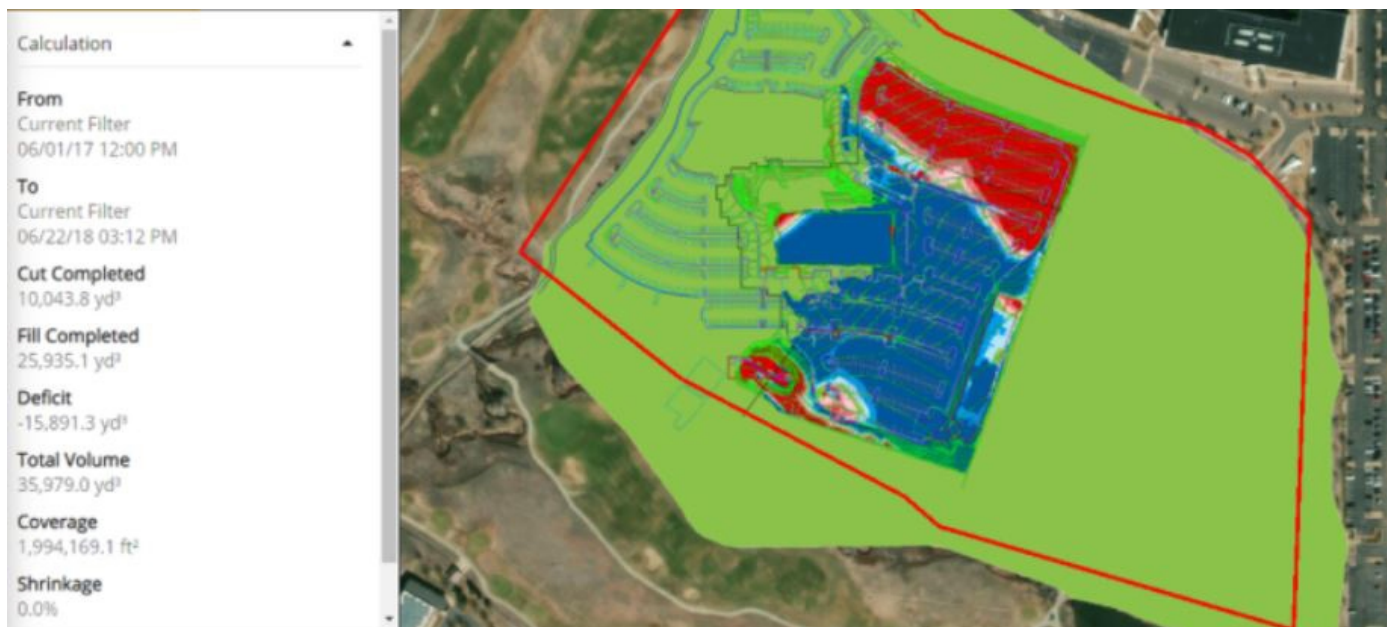 Calculation
From
Current Filter
06/01/17 12:00 PM
To
Current Filter
06/22/18 03:12 PM
Cut Completed
10,043.8 yd³
Fill Completed
25,935.1 yd³
Deficit
-15,891.3 yd³
Total Volume
35,979.0 yd³
Coverage
1,994,169.1 ft²
Shrinkage
0.0%